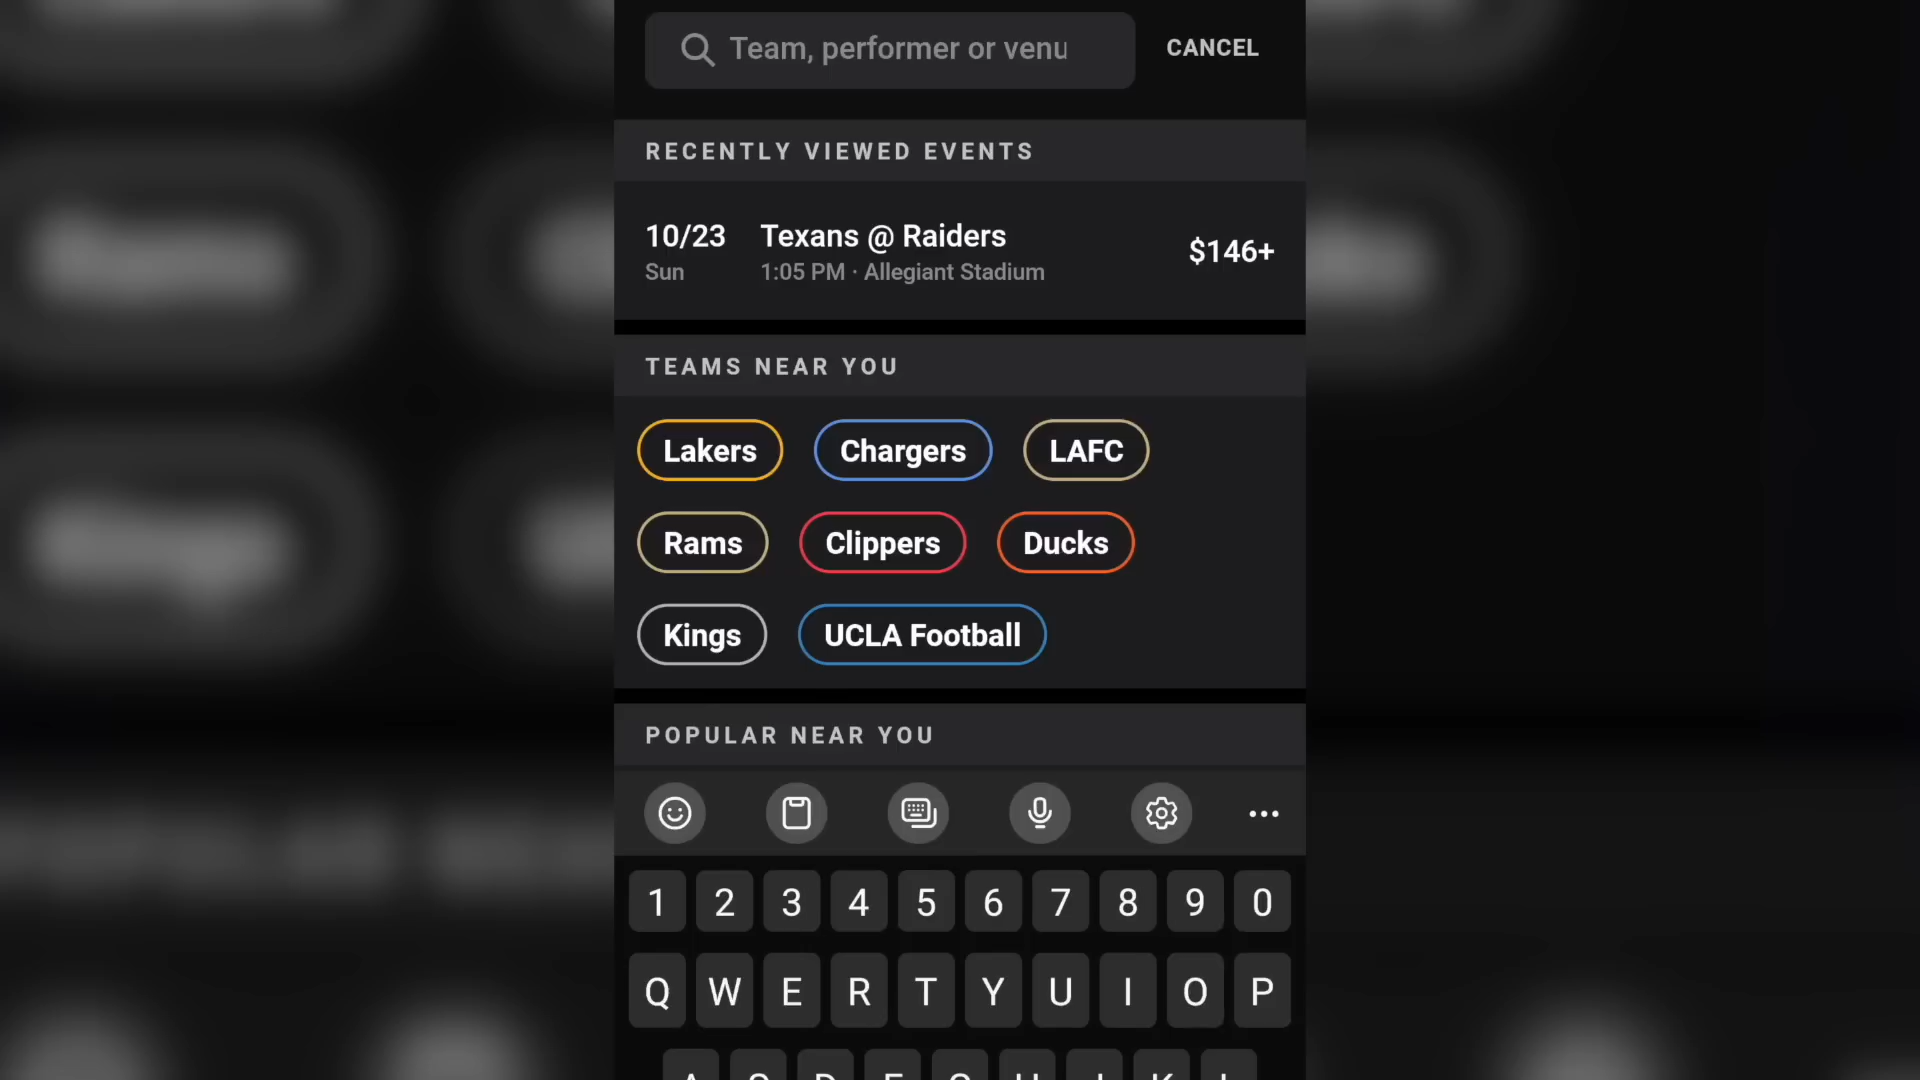 Team, performer or venu
CANCEL
RECENTLY VIEWED EVENTS
10/23 Texans @ Raiders
$146+
Sun 1:05 PM · Allegiant Stadium
TEAMS NEAR YOU
Lakers Chargers LAFC
Rams Clippers Ducks
Kings UCLA Football
POPULAR NEAR YOU
1 2 3 4 5 6 7 8 9 0
Q W E R T Y U I O P